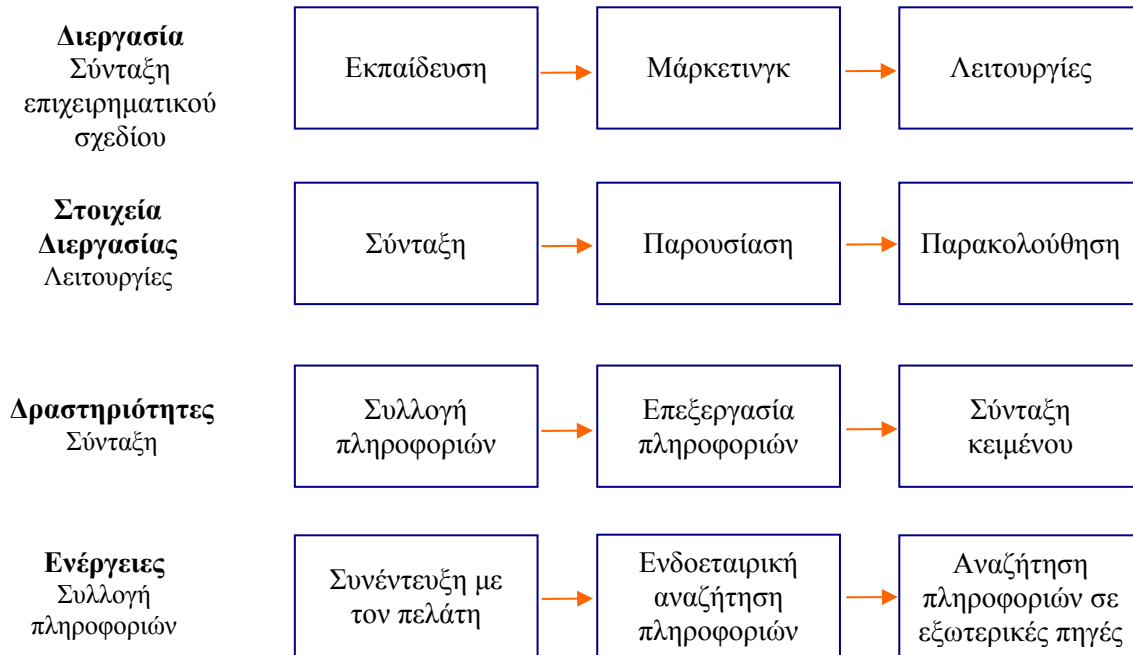 Διεργασία
Σύνταξη
επιχειρηματικού
σχεδίου
Εκπαίδευση
Μάρκετινγκ
Λειτουργίες
Στοιχεία
Διεργασίας
Λειτουργίες
Σύνταξη
Παρουσίαση
Παρακολούθηση
Δραστηριότητες
Σύνταξη
Συλλογή
πληροφοριών
Επεξεργασία
πληροφοριών
Σύνταξη
κειμένου
Ενέργειες
Συλλογή
πληροφοριών
Συνέντευξη με
τον πελάτη
Ενδοεταιρική
αναζήτηση
πληροφοριών
Αναζήτηση
πληροφοριών σε
εξωτερικές πηγές